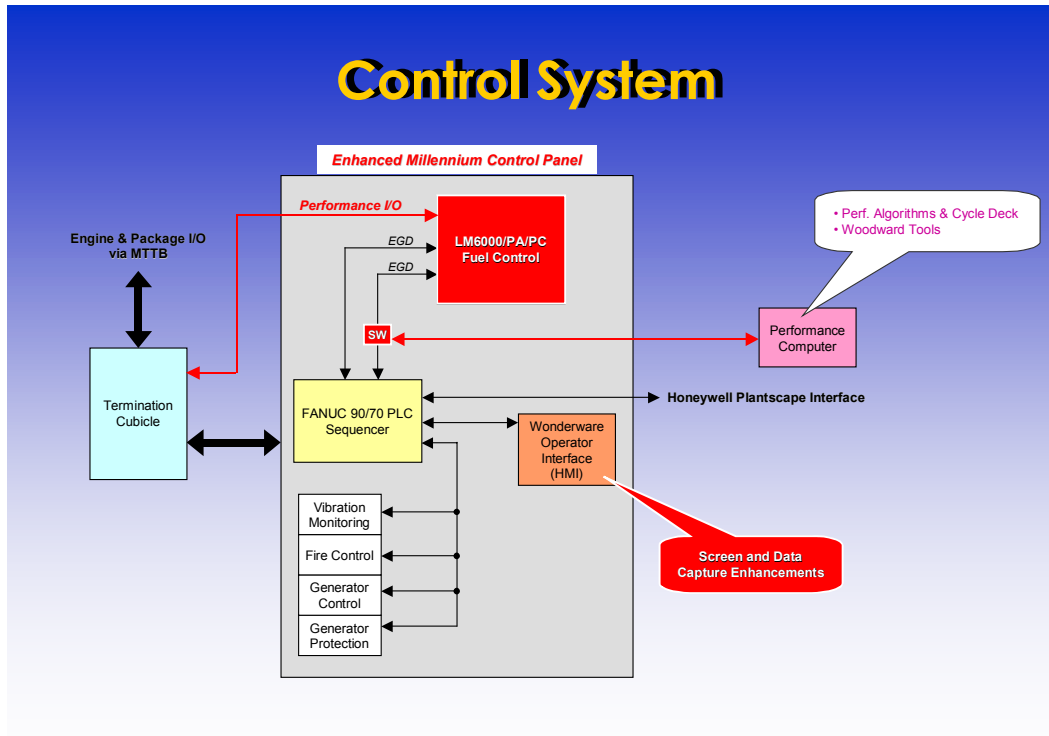 Control System
Enhanced Millennium Control Panel
Performance I/O
EGD
EGD
LM6000/PA/PC
Fuel Control
• Perf. Algorithms & Cycle Deck
• Woodward Tools
Engine & Package I/O
via MTTB
SW
Performance
Computer
Termination
Cubicle
FANUC 90/70 PLC
Sequencer
Honeywell Plantscape Interface
Wonderware
Operator
Interface
(HMI)
Vibration
Monitoring
Fire Control
Generator
Control
Generator
Protection
Screen and Data
Capture Enhancements